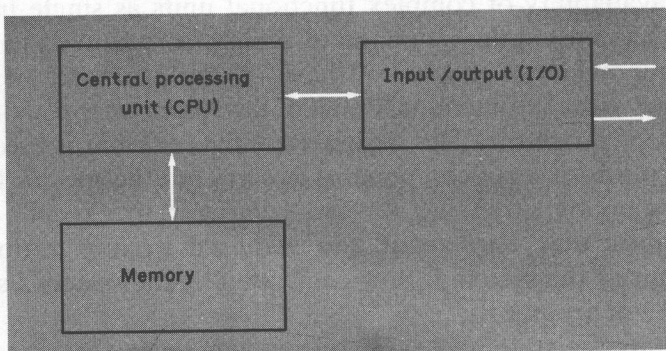 Central processing
unit (CPU)
Input /output (I/O)
Memory